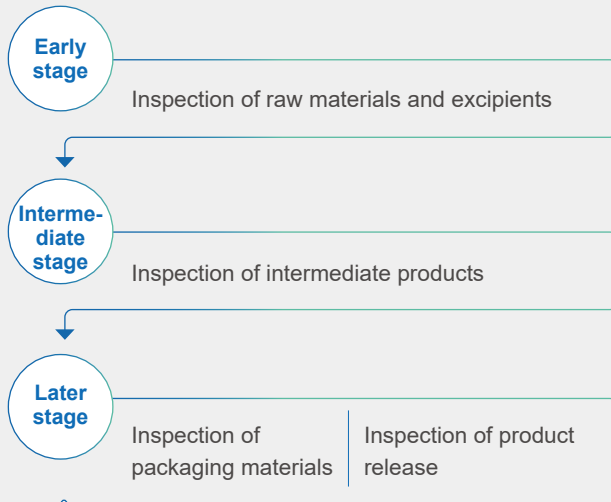 Early
stage
Inspection of raw materials and excipients
Interme-
diate
stage
Inspection of intermediate products
Later
stage
Inspection of
packaging materials
Inspection of product
release